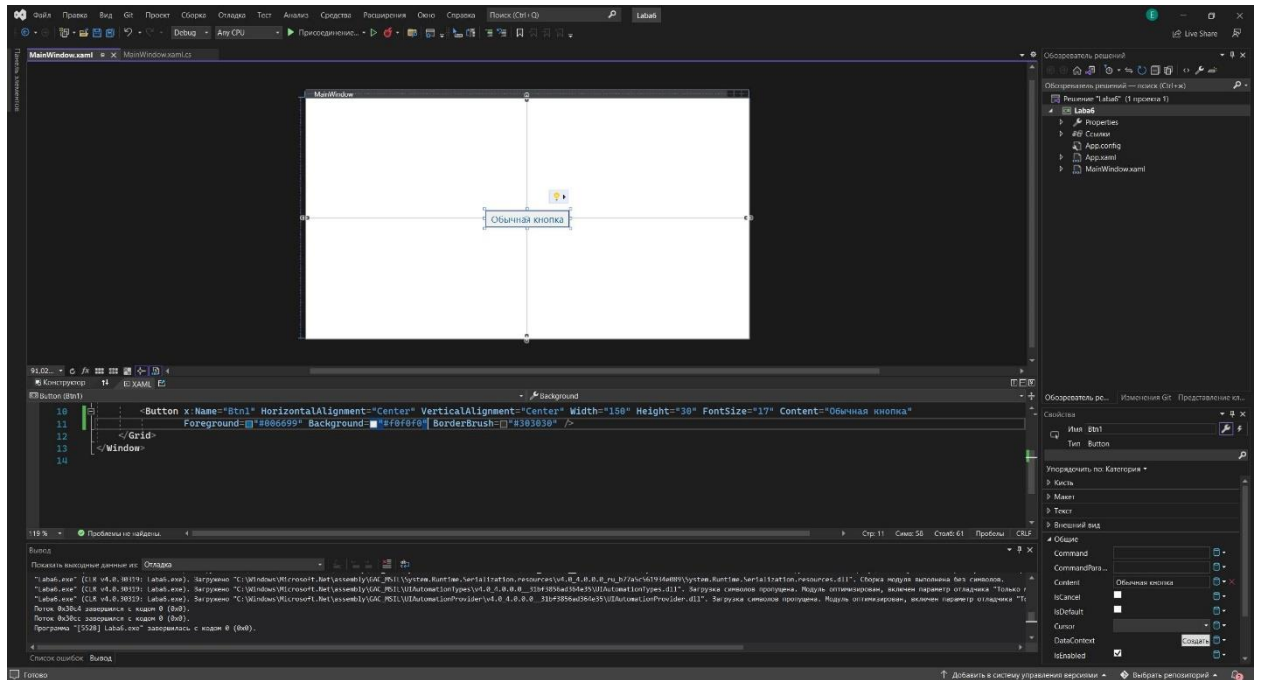 Файл Правка Вид Git Проект Сборка Отладка Тест Анализ Средства Расширения Окно Справка Поиск (Ctrl+Q) Laba6
Debug Any CPU Присоединение... Live Share
MainWindow.xaml MainWindow.xaml.cs
Обозреватель решений
Обозреватель решений — поиск (Ctrl+ж)
Решение "Laba6" (1 проекта 1)
Laba6
Properties
Ссылки
App.config
App.xaml
MainWindow.xaml
MainWindow
Обычная кнопка
Конструктор XAML
Button (Btn1) Background
10 <Button x:Name="Btn1" HorizontalAlignment="Center" VerticalAlignment="Center" Width="150" Height="30" FontSize="17" Content="Обычная кнопка"
11 Foreground="#006699" Background="#f0f0f0" BorderBrush="#303030" />
12 </Grid>
13 </Window>
14
119 % Проблемы не найдены. Стр: 11 Симв: 58 Столб: 61 Пробелы CRLF
Обозреватель ре... Изменения Git Представление кл...
Свойства
Имя Btn1
Тип Button
Упорядочить по: Категория
Кисть
Макет
Текст
Внешний вид
Общие
Command
CommandPara...
Content Обычная кнопка
IsCancel
IsDefault
Cursor
DataContext Создать
IsEnabled
Вывод
Показать выходные данные из: Отладка
Поток 0x30c4 завершился с кодом 0 (0x0).
Поток 0x30cc завершился с кодом 0 (0x0).
Программа "[5528] Laba6.exe" завершилась с кодом 0 (0x0).
Список ошибок Вывод
Готово Добавить в систему управления версиями Выбрать репозиторий